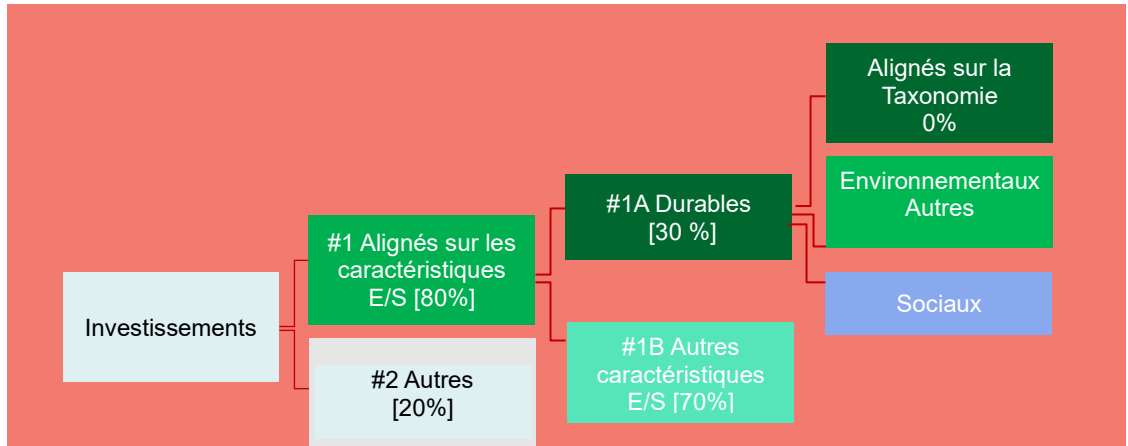 Investissements
#1 Alignés sur les
caractéristiques
E/S [80%]
#2 Autres
[20%]
#1A Durables
[30 %]
#1B Autres
caractéristiques
E/S [70%]
Alignés sur la
Taxonomie
0%
Environnementaux
Autres
Sociaux